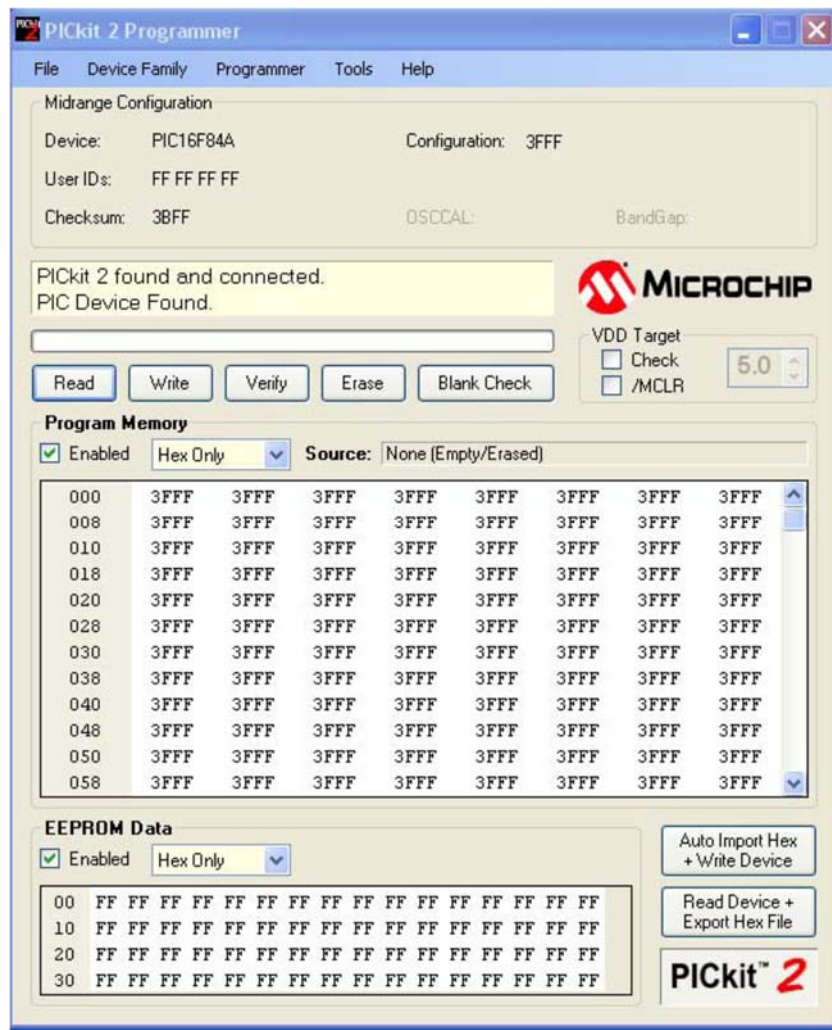 PICkit 2 Programmer
File Device Family Programmer Tools Help
Midrange Configuration
Device: PIC16F84A Configuration: 3FFF
User IDs: FF FF FF FF
Checksum: 3BFF OSCCAL: BandGap:
PICkit 2 found and connected.
PIC Device Found.
MICROCHIP
VDD Target
Check
/MCLR
5.0
Read Write Verify Erase Blank Check
Program Memory
Enabled Hex Only Source: None (Empty/Erased)
000 3FFF 3FFF 3FFF 3FFF 3FFF 3FFF 3FFF 3FFF
008 3FFF 3FFF 3FFF 3FFF 3FFF 3FFF 3FFF 3FFF
010 3FFF 3FFF 3FFF 3FFF 3FFF 3FFF 3FFF 3FFF
018 3FFF 3FFF 3FFF 3FFF 3FFF 3FFF 3FFF 3FFF
020 3FFF 3FFF 3FFF 3FFF 3FFF 3FFF 3FFF 3FFF
028 3FFF 3FFF 3FFF 3FFF 3FFF 3FFF 3FFF 3FFF
030 3FFF 3FFF 3FFF 3FFF 3FFF 3FFF 3FFF 3FFF
038 3FFF 3FFF 3FFF 3FFF 3FFF 3FFF 3FFF 3FFF
040 3FFF 3FFF 3FFF 3FFF 3FFF 3FFF 3FFF 3FFF
048 3FFF 3FFF 3FFF 3FFF 3FFF 3FFF 3FFF 3FFF
050 3FFF 3FFF 3FFF 3FFF 3FFF 3FFF 3FFF 3FFF
058 3FFF 3FFF 3FFF 3FFF 3FFF 3FFF 3FFF 3FFF
EEPROM Data
Enabled Hex Only
00 FF FF FF FF FF FF FF FF FF FF FF FF FF FF FF FF
10 FF FF FF FF FF FF FF FF FF FF FF FF FF FF FF FF
20 FF FF FF FF FF FF FF FF FF FF FF FF FF FF FF FF
30 FF FF FF FF FF FF FF FF FF FF FF FF FF FF FF FF
Auto Import Hex
+ Write Device
Read Device +
Export Hex File
PICkit™ 2